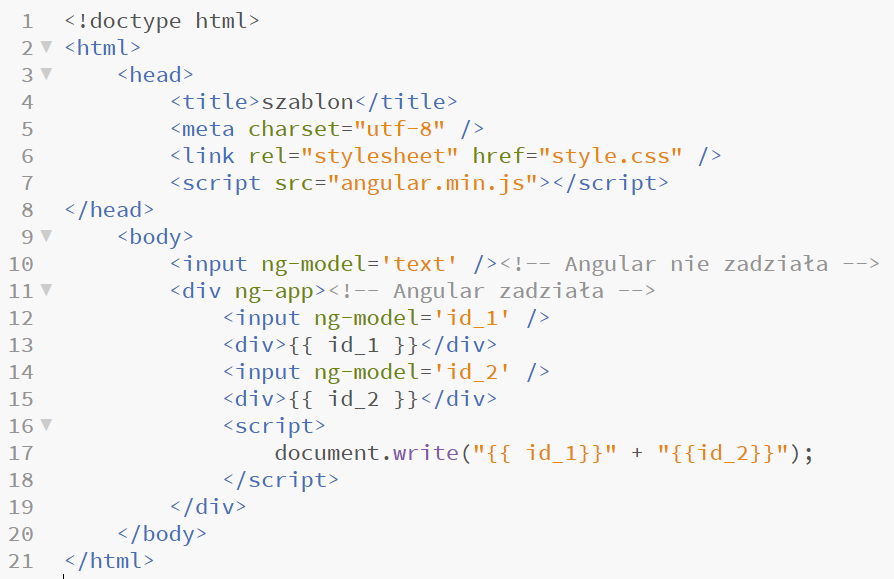 1 <!doctype html>
2 <html>
3 <head>
4 <title>szablon</title>
5 <meta charset="utf-8" />
6 <link rel="stylesheet" href="style.css" />
7 <script src="angular.min.js"></script>
8 </head>
9 <body>
10 <input ng-model='text' /><!-- Angular nie zadziała -->
11 <div ng-app><!-- Angular zadziała -->
12 <input ng-model='id_1' />
13 <div>{{ id_1 }}</div>
14 <input ng-model='id_2' />
15 <div>{{ id_2 }}</div>
16 <script>
17 document.write("{{ id_1}}" + "{{id_2}}");
18 </script>
19 </div>
20 </body>
21 </html>